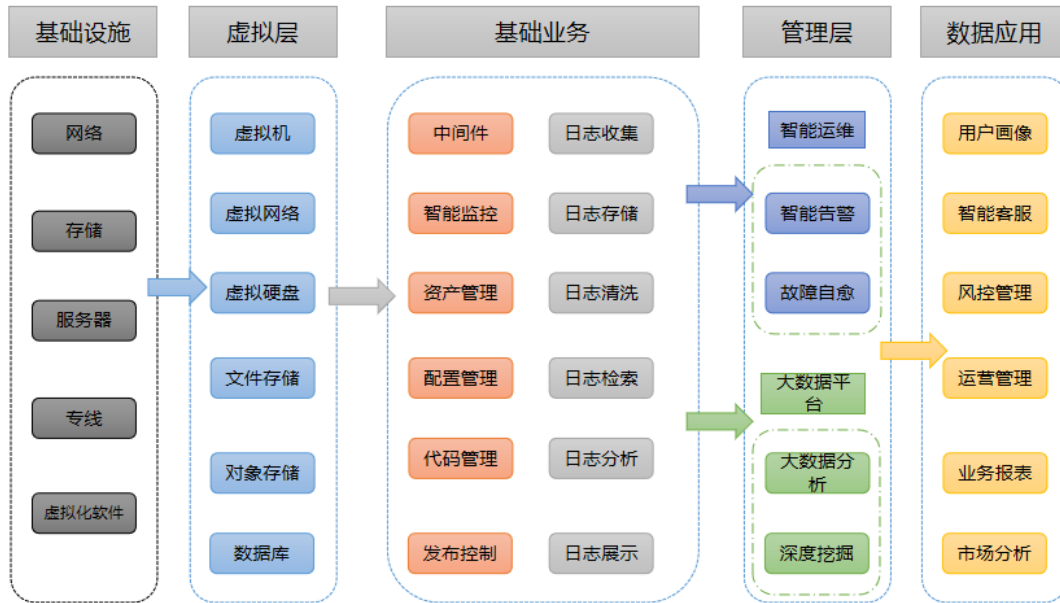 基础设施
虚拟层
基础业务
管理层
数据应用
网络
存储
服务器
专线
虚拟化软件
虚拟机
虚拟网络
虚拟硬盘
文件存储
对象存储
数据库
中间件
智能监控
资产管理
配置管理
代码管理
发布控制
日志收集
日志存储
日志清洗
日志检索
日志分析
日志展示
智能运维
智能告警
故障自愈
大数据平
台
大数据分
析
深度挖掘
用户画像
智能客服
风控管理
运营管理
业务报表
市场分析